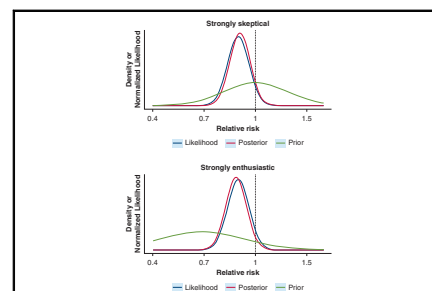 Strongly skeptical
Density or
Normalized Likelihood
0.4 0.7 1 1.5
Relative risk
Likelihood Posterior Prior
Strongly enthusiastic
Density or
Normalized Likelihood
0.4 0.7 1 1.5
Relative risk
Likelihood Posterior Prior